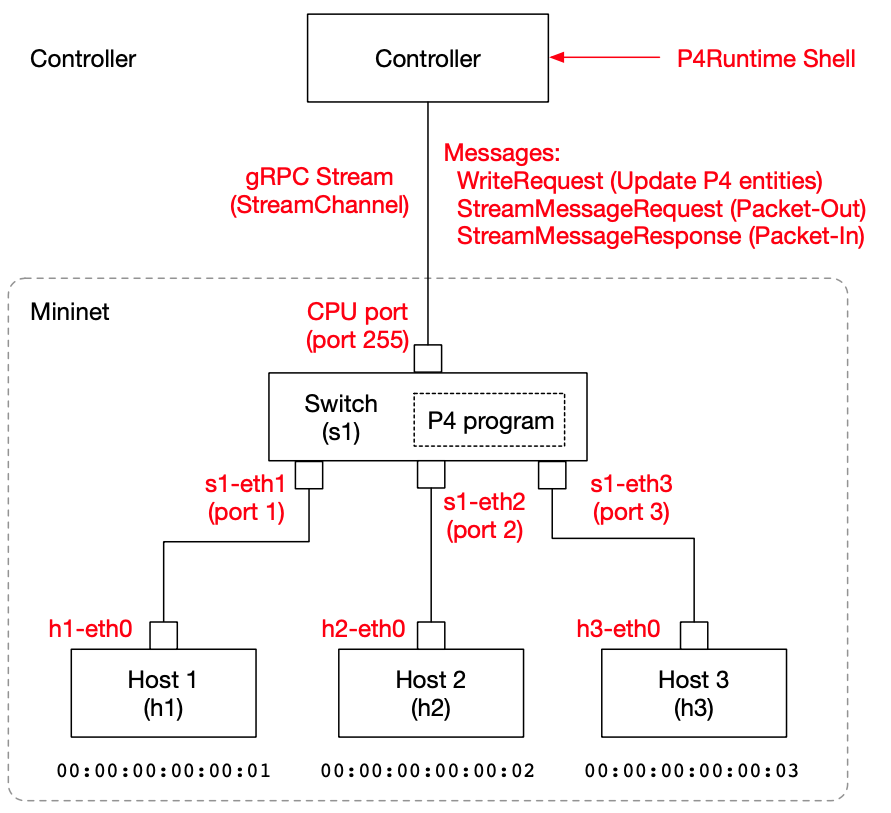 Controller
Controller
P4Runtime Shell
gRPC Stream
(StreamChannel)
Messages:
WriteRequest (Update P4 entities)
StreamMessageRequest (Packet-Out)
StreamMessageResponse (Packet-In)
Mininet
CPU port
(port 255)
Switch
(s1)
P4 program
s1-eth1
(port 1)
s1-eth2
(port 2)
s1-eth3
(port 3)
h1-eth0
h2-eth0
h3-eth0
Host 1
(h1)
Host 2
(h2)
Host 3
(h3)
00:00:00:00:00:01
00:00:00:00:00:02
00:00:00:00:00:03